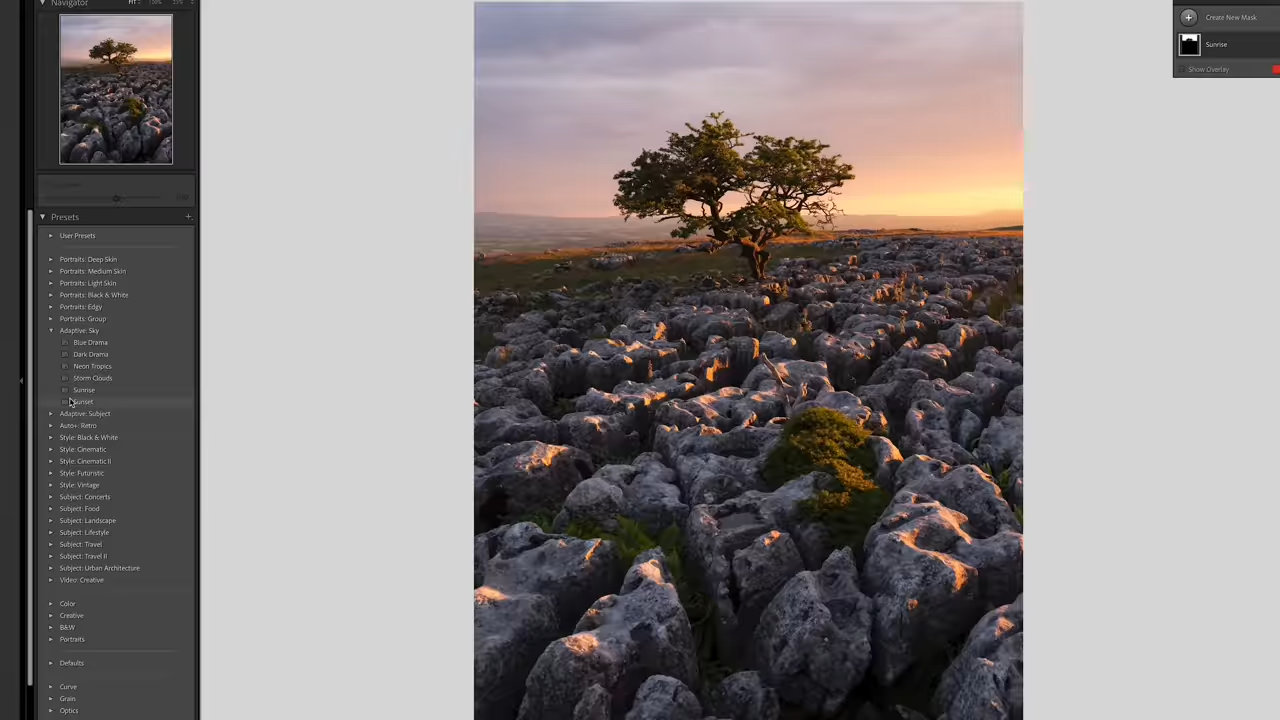 Navigator
FIT
100%
25%
Presets
+
User Presets
Portraits: Deep Skin
Portraits: Medium Skin
Portraits: Light Skin
Portraits: Black & White
Portraits: Edgy
Portraits: Group
Adaptive: Sky
Blue Drama
Dark Drama
Neon Tropics
Storm Clouds
Sunrise
Sunset
Adaptive: Subject
Auto+: Retro
Style: Black & White
Style: Cinematic
Style: Cinematic II
Style: Futuristic
Style: Vintage
Subject: Concerts
Subject: Food
Subject: Landscape
Subject: Lifestyle
Subject: Travel
Subject: Travel II
Subject: Urban Architecture
Video: Creative
Color
Creative
B&W
Portraits
Defaults
Curve
Grain
Optics
Create New Mask
Sunrise
Show Overlay